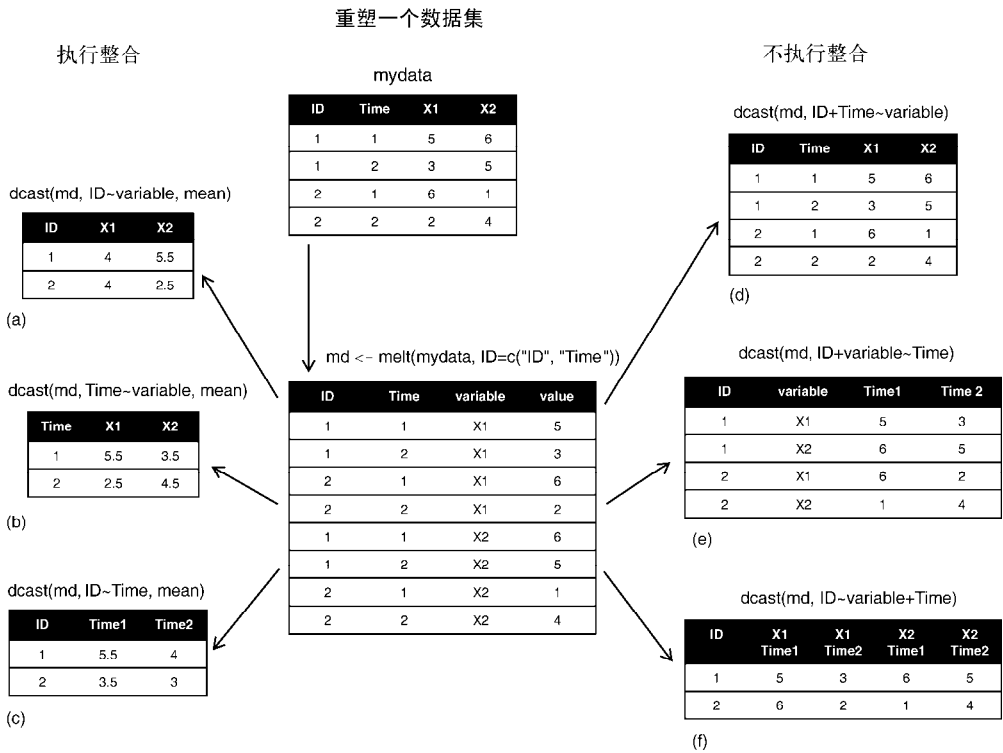 重塑一个数据集
执行整合
不执行整合
mydata
ID Time X1 X2
1 1 5 6
1 2 3 5
2 1 6 1
2 2 2 4
dcast(md, ID~variable, mean)
ID X1 X2
1 4 5.5
2 4 2.5
(a)
dcast(md, Time~variable, mean)
Time X1 X2
1 5.5 3.5
2 2.5 4.5
(b)
dcast(md, ID~Time, mean)
ID Time1 Time2
1 5.5 4
2 3.5 3
(c)
md <- melt(mydata, ID=c("ID", "Time"))
ID Time variable value
1 1 X1 5
1 2 X1 3
2 1 X1 6
2 2 X1 2
1 1 X2 6
1 2 X2 5
2 1 X2 1
2 2 X2 4
dcast(md, ID+Time~variable)
ID Time X1 X2
1 1 5 6
1 2 3 5
2 1 6 1
2 2 2 4
(d)
dcast(md, ID+variable~Time)
ID variable Time1 Time 2
1 X1 5 3
1 X2 6 5
2 X1 6 2
2 X2 1 4
(e)
dcast(md, ID~variable+Time)
ID X1 X1 X2 X2
Time1 Time2 Time1 Time2
1 5 3 6 5
2 6 2 1 4
(f)